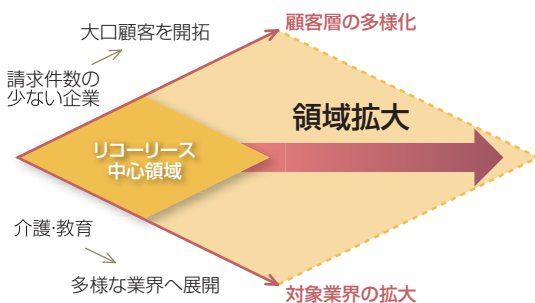 大口顧客を開拓
顧客層の多様化
請求件数の
少ない企業
領域拡大
リコーリース
中心領域
介護・教育
多様な業界へ展開
対象業界の拡大